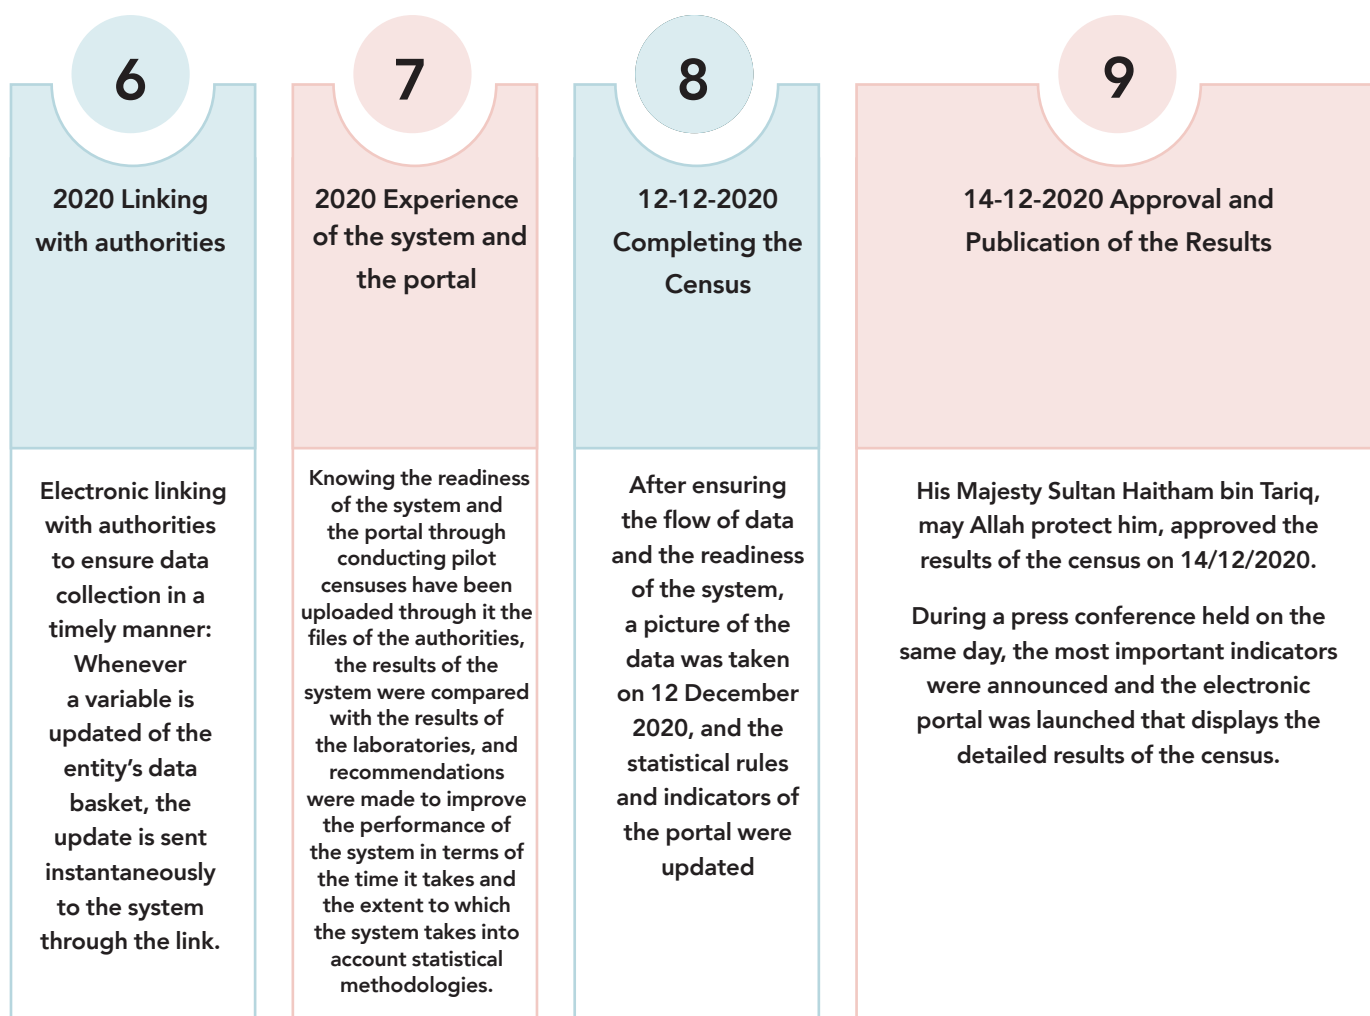 6
2020 Linking
with authorities
Electronic linking
with authorities
to ensure data
collection in a
timely manner:
Whenever
a variable is
updated of the
entity’s data
basket, the
update is sent
instantaneously
to the system
through the link.
7
2020 Experience
of the system and
the portal
Knowing the readiness
of the system and
the portal through
conducting pilot
censuses have been
uploaded through it the
files of the authorities,
the results of the
system were compared
with the results of
the laboratories, and
recommendations
were made to improve
the performance of
the system in terms of
the time it takes and
the extent to which
the system takes into
account statistical
methodologies.
8
12-12-2020
Completing the
Census
After ensuring
the flow of data
and the readiness
of the system,
a picture of the
data was taken
on 12 December
2020, and the
statistical rules
and indicators of
the portal were
updated
9
14-12-2020 Approval and
Publication of the Results
His Majesty Sultan Haitham bin Tariq,
may Allah protect him, approved the
results of the census on 14/12/2020.
During a press conference held on the
same day, the most important indicators
were announced and the electronic
portal was launched that displays the
detailed results of the census.